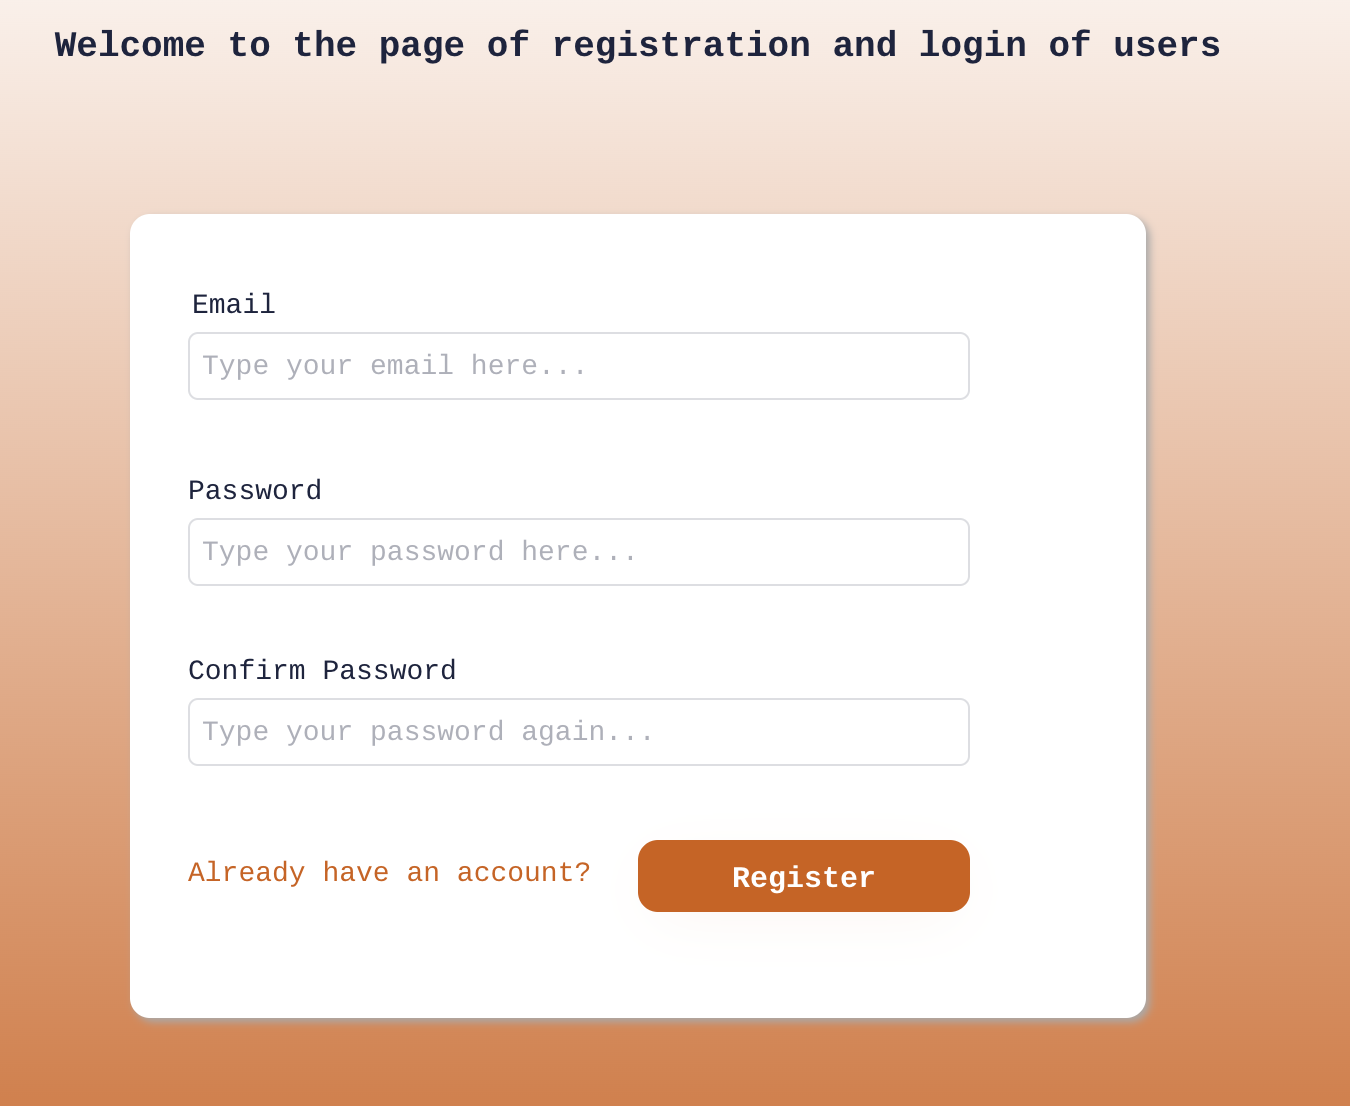 Welcome to the page of registration and login of users
Email
Type your email here...
Password
Type your password here...
Confirm Password
Type your password again...
Already have an account?
Register